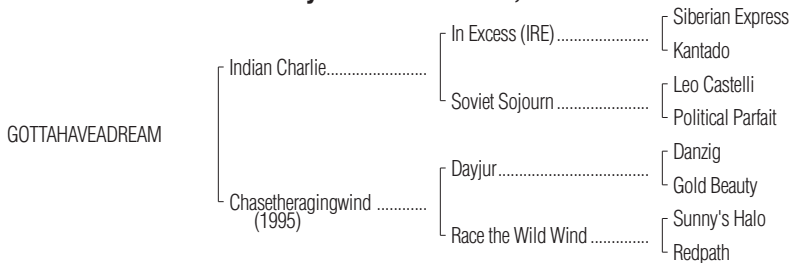 Siberian Express
In Excess (IRE)......................
Kantado
Indian Charlie........................
Leo Castelli
Soviet Sojourn .....................
Political Parfait
GOTTAHAVEADREAM
Danzig
Dayjur.............................
Gold Beauty
Chasetheragingwind ............
(1995)
Sunny's Halo
Race the Wild Wind ..............
Redpath